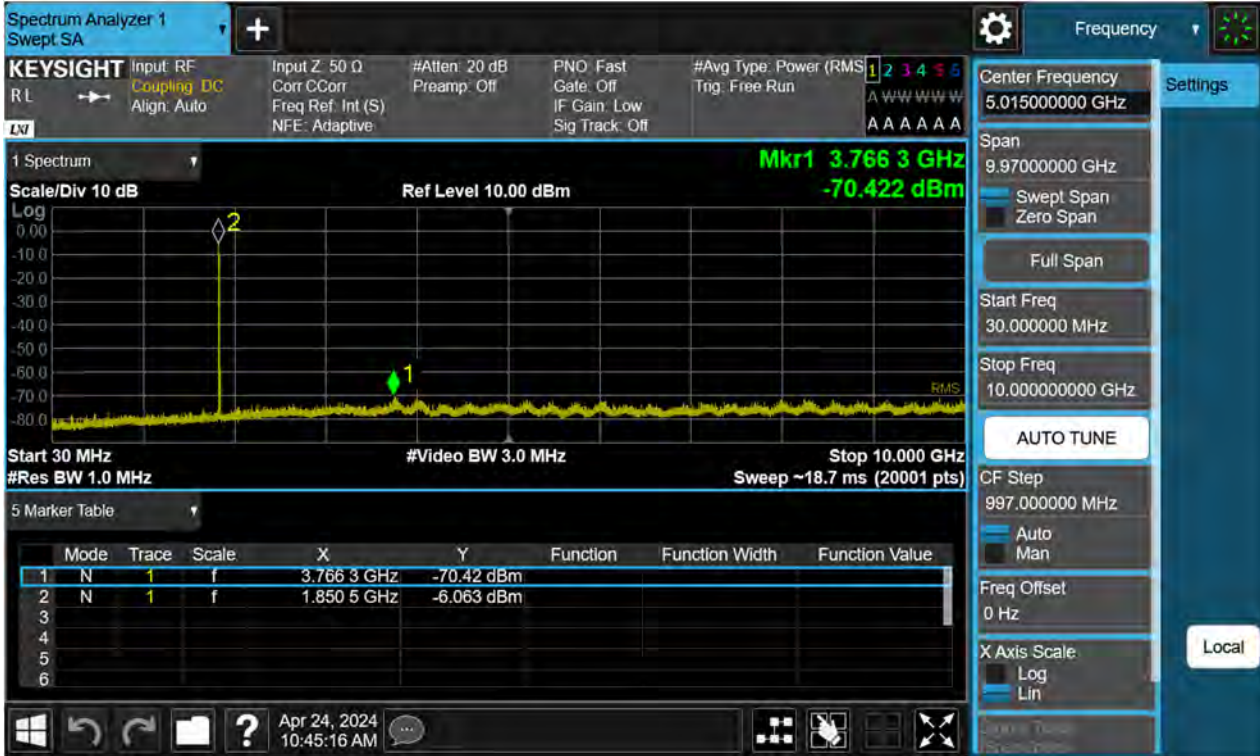 Spectrum Analyzer 1
Swept SA
+
Frequency
KEYSIGHT
R L
LXI
Input: RF
Coupling: DC
Align: Auto
Input Z: 50 Ω
Corr CCorr
Freq Ref: Int (S)
NFE: Adaptive
#Atten: 20 dB
Preamp: Off
PNO: Fast
Gate: Off
IF Gain: Low
Sig Track: Off
#Avg Type: Power (RMS
Trig: Free Run
1 2 3 4 5 6
A W W W W W
A A A A A A
Center Frequency
5.015000000 GHz
Settings
1 Spectrum
Scale/Div 10 dB
Ref Level 10.00 dBm
Mkr1 3.766 3 GHz
-70.422 dBm
Log
0.00
-10.0
-20.0
-30.0
-40.0
-50.0
-60.0
-70.0
-80.0
2
1
RMS
Start 30 MHz
#Video BW 3.0 MHz
Stop 10.000 GHz
#Res BW 1.0 MHz
Sweep ~18.7 ms (20001 pts)
Span
9.97000000 GHz
Swept Span
Zero Span
Full Span
Start Freq
30.000000 MHz
Stop Freq
10.000000000 GHz
AUTO TUNE
CF Step
997.000000 MHz
Auto
Man
Freq Offset
0 Hz
X Axis Scale
Log
Lin
Local
5 Marker Table
Mode Trace Scale X Y Function Function Width Function Value
1 N 1 f 3.766 3 GHz -70.42 dBm
2 N 1 f 1.850 5 GHz -6.063 dBm
3
4
5
6
?
Apr 24, 2024
10:45:16 AM